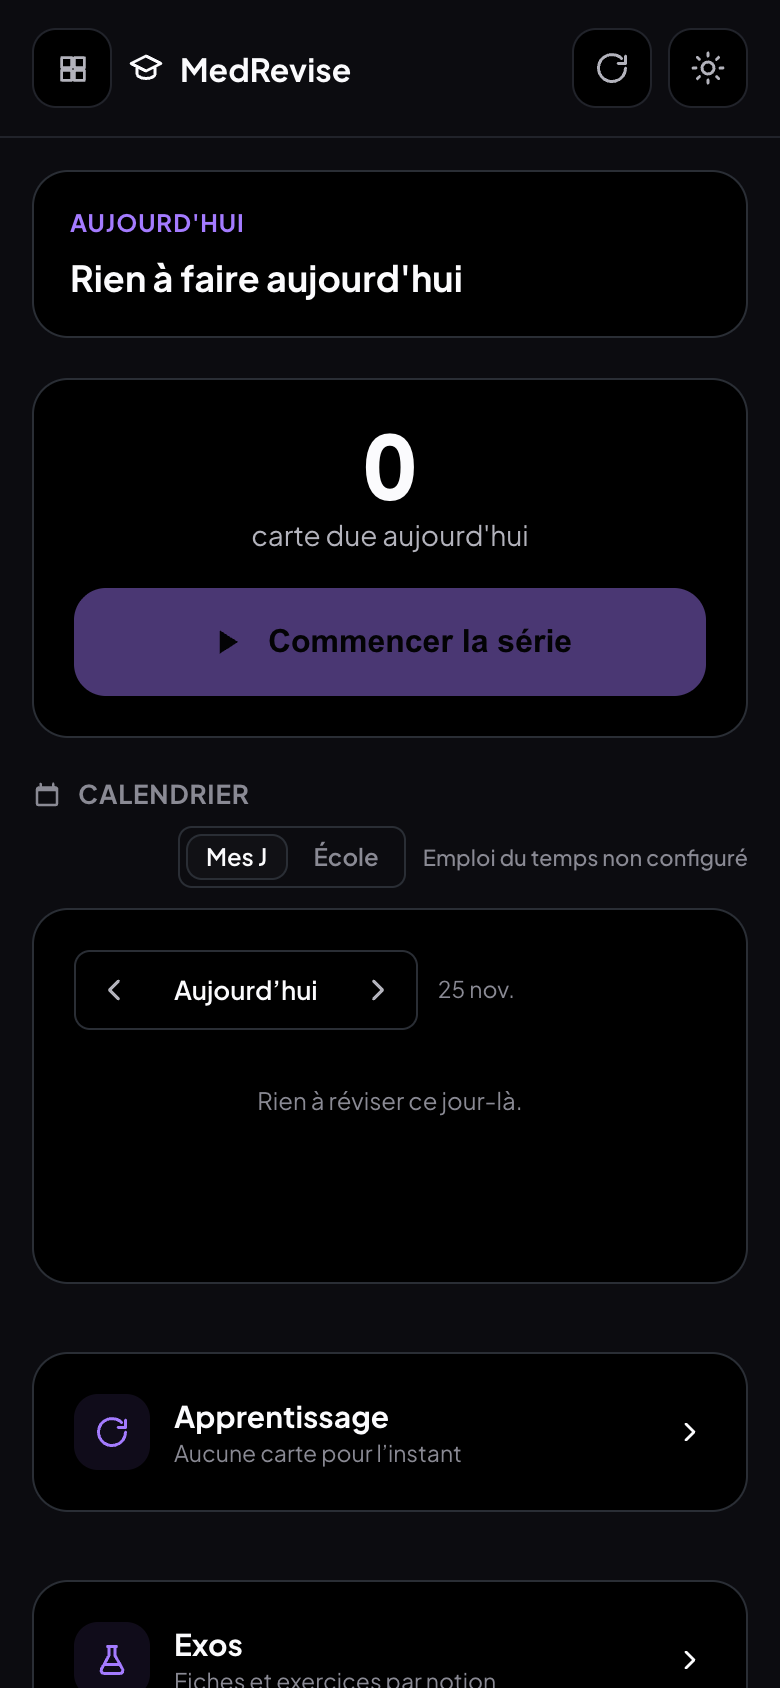 MedRevise
AUJOURD'HUI
Rien à faire aujourd'hui
0
carte due aujourd'hui
Commencer la série
CALENDRIER
Mes J École Emploi du temps non configuré
Aujourd’hui 25 nov.
Rien à réviser ce jour-là.
Apprentissage
Aucune carte pour l’instant
Exos
Fiches et exercices par notion